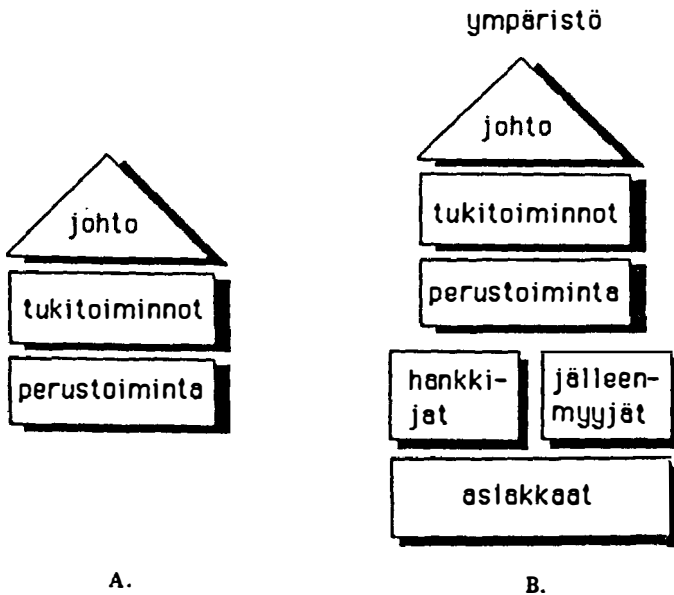 johto
tukitoiminnot
perustoiminta
A.
ympäristö
johto
tukitoiminnot
perustoiminta
hankki-
jat
jälleen-
myyjät
asiakkaat
B.